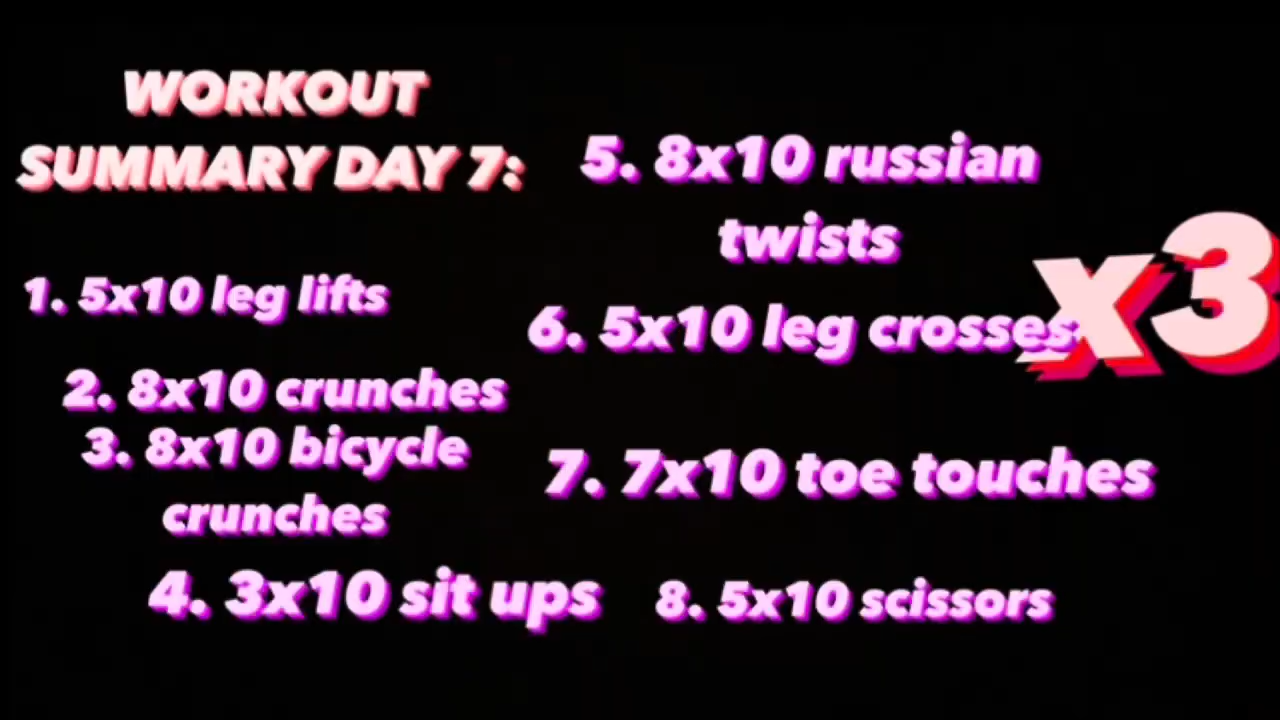 WORKOUT
SUMMARY DAY 7:
1. 5x10 leg lifts
2. 8x10 crunches
3. 8x10 bicycle
crunches
4. 3x10 sit ups
5. 8x10 russian
twists
6. 5x10 leg crosses
7. 7x10 toe touches
8. 5x10 scissors
x3